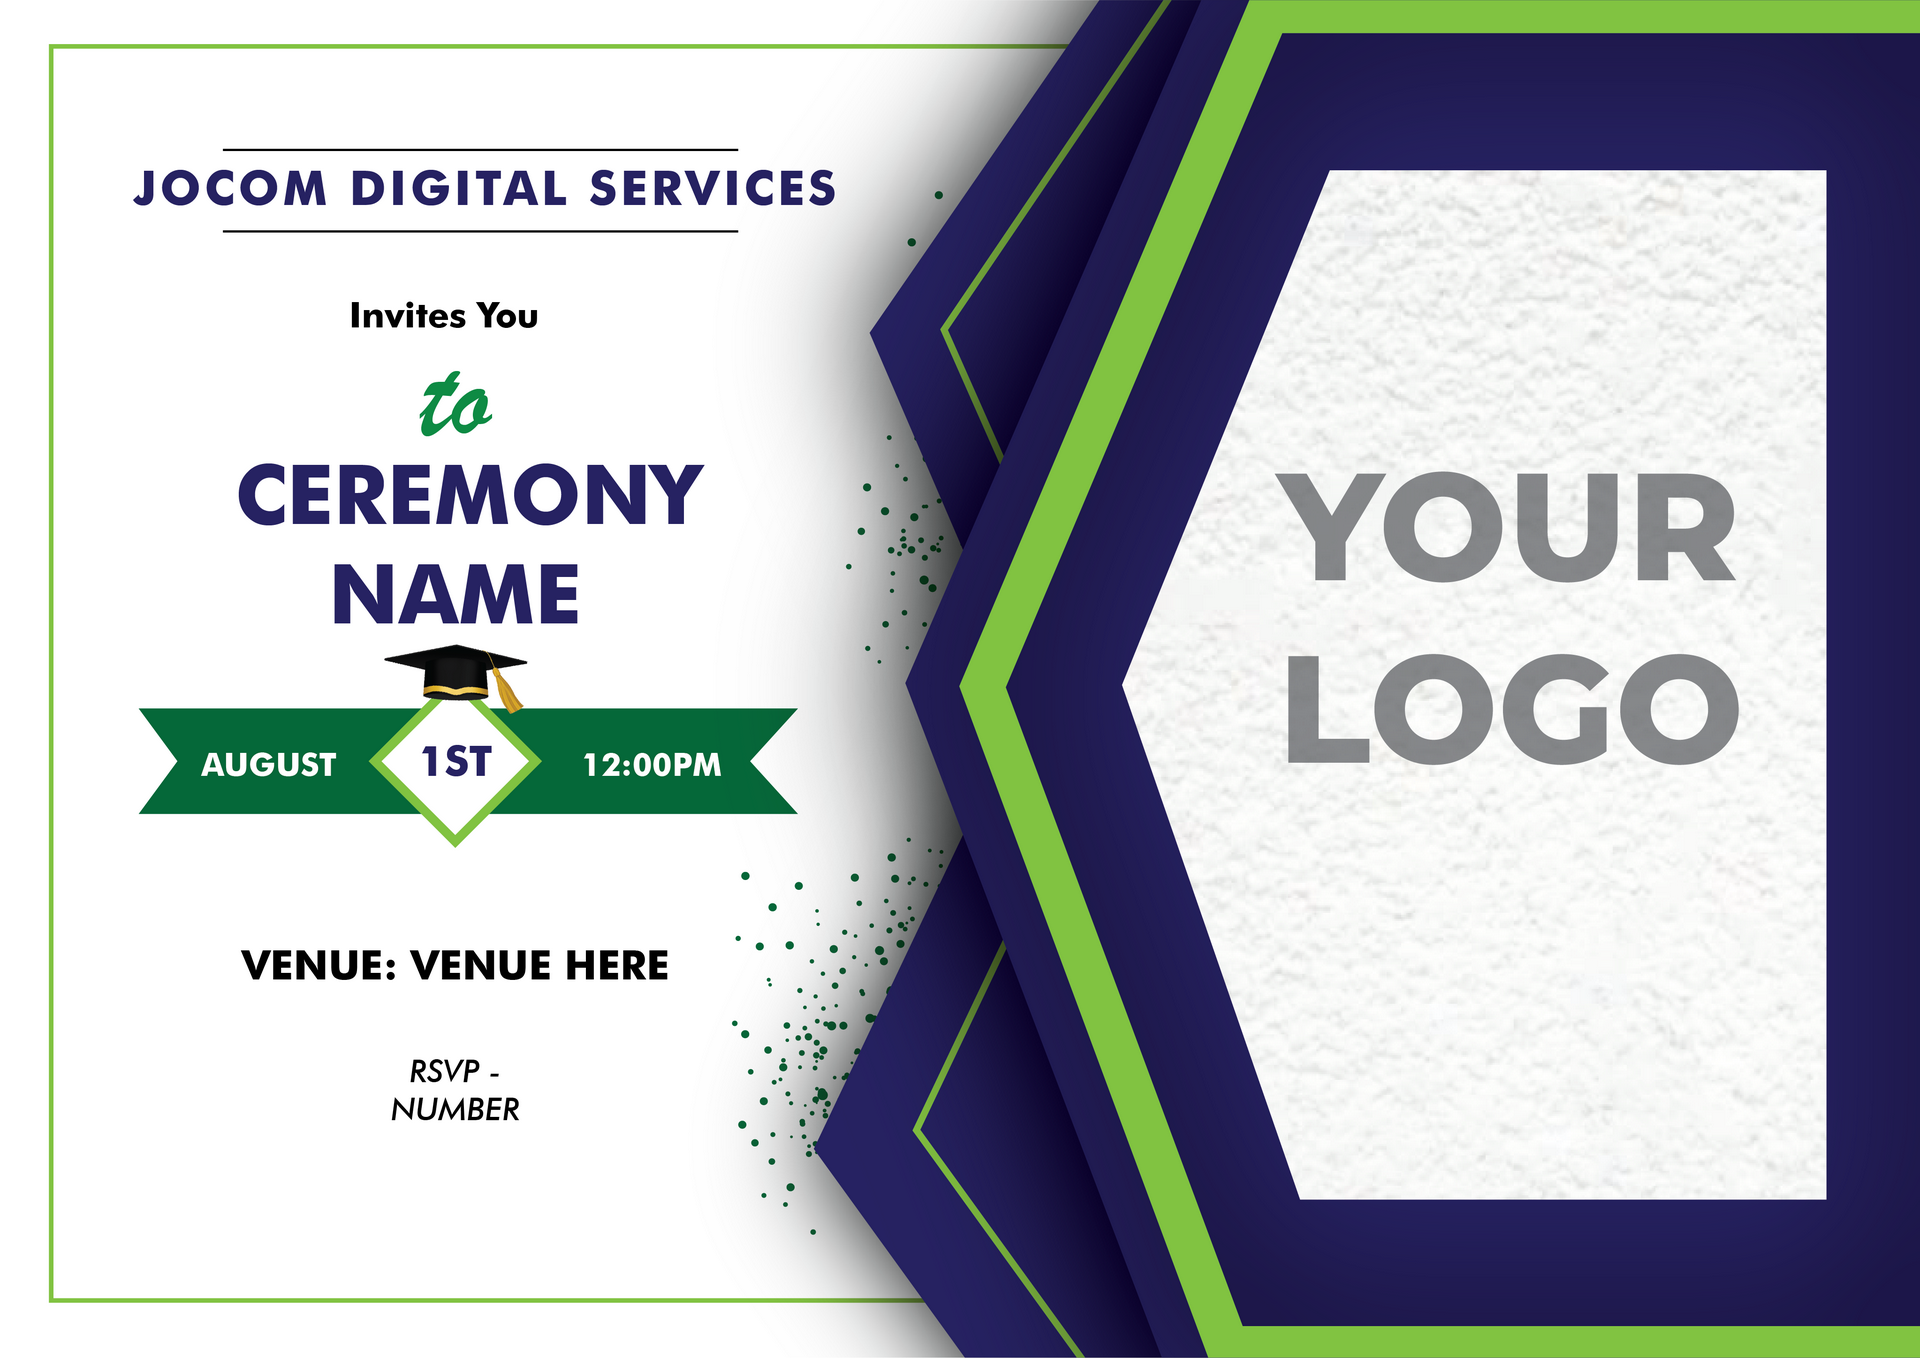 JOCOM DIGITAL SERVICES
Invites You
to
CEREMONY
NAME
AUGUST 1ST 12:00PM
VENUE: VENUE HERE
RSVP -
NUMBER
YOUR
LOGO